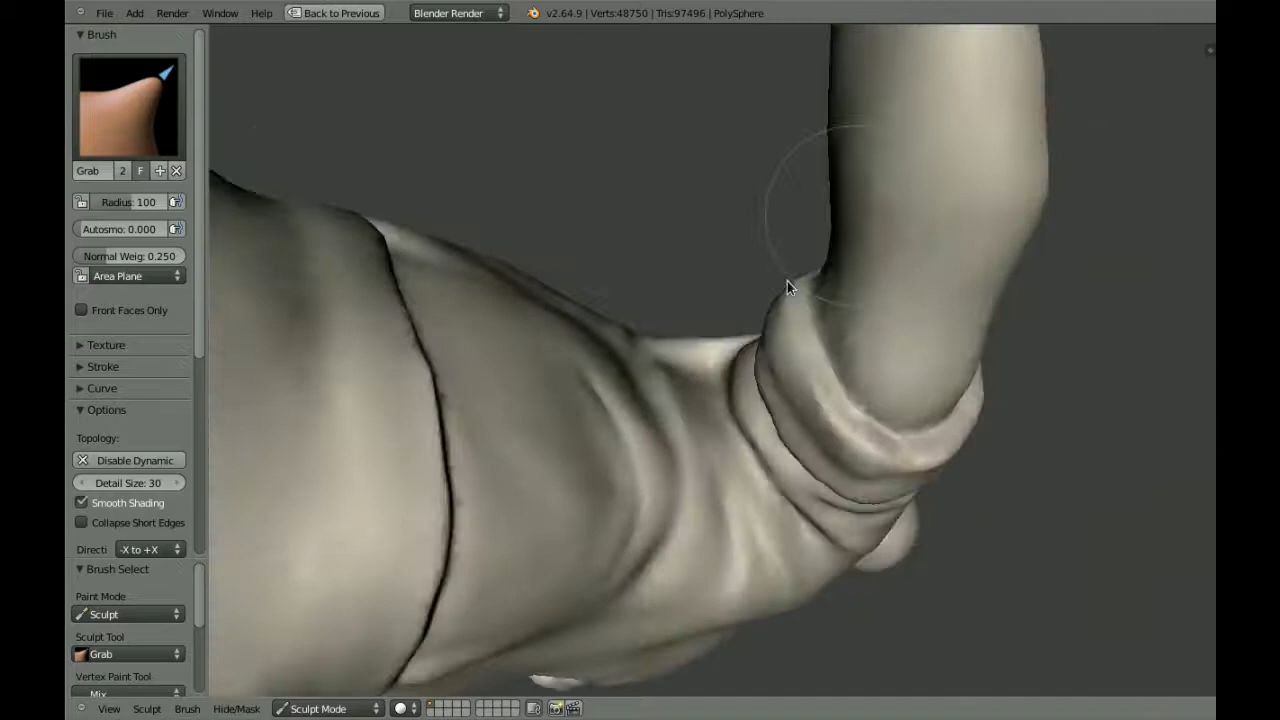 File Add Render Window Help Back to Previous Blender Render v2.64.9 | Verts:48750 | Tris:97496 | PolySphere
Brush
Grab 2 F
Radius: 100
Autosmo: 0.000
Normal Weig: 0.250
Area Plane
Front Faces Only
Texture
Stroke
Curve
Options
Topology:
Disable Dynamic
Detail Size: 30
Smooth Shading
Collapse Short Edges
Directi -X to +X
Brush Select
Paint Mode
Sculpt
Sculpt Tool
Grab
Vertex Paint Tool
Mix
View Sculpt Brush Hide/Mask Sculpt Mode